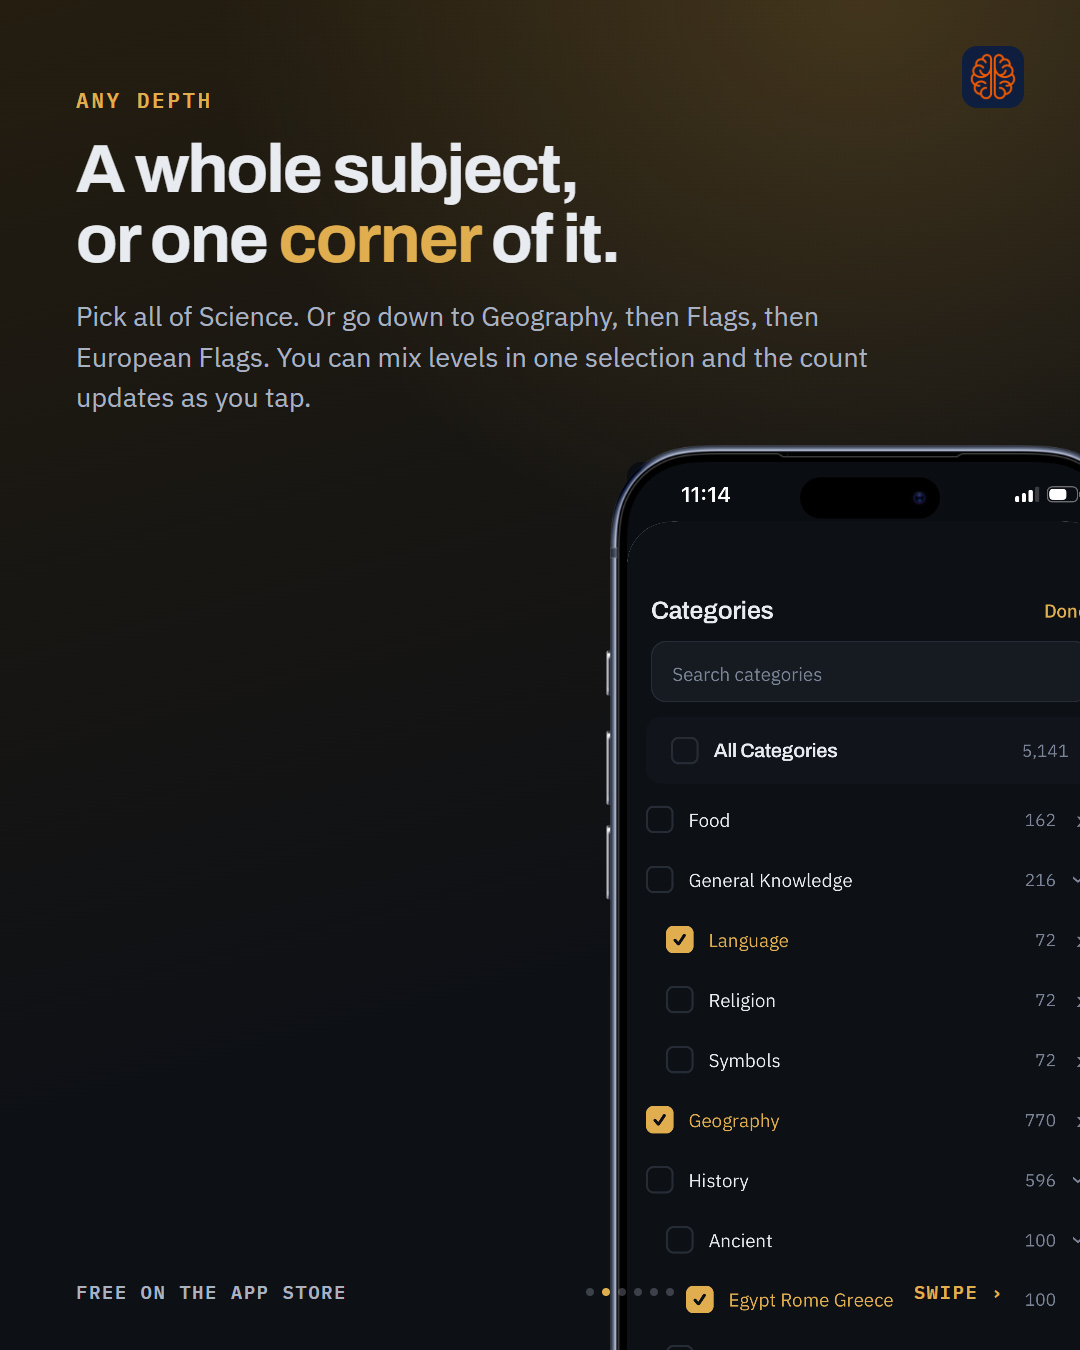 ANY DEPTH
A whole subject,
or one corner of it.
Pick all of Science. Or go down to Geography, then Flags, then
European Flags. You can mix levels in one selection and the count
updates as you tap.
11:14
Categories Done
Search categories
All Categories 5,141
Food 162
General Knowledge 216
Language 72
Religion 72
Symbols 72
Geography 770
History 596
Ancient 100
Egypt Rome Greece 100
FREE ON THE APP STORE
SWIPE ›